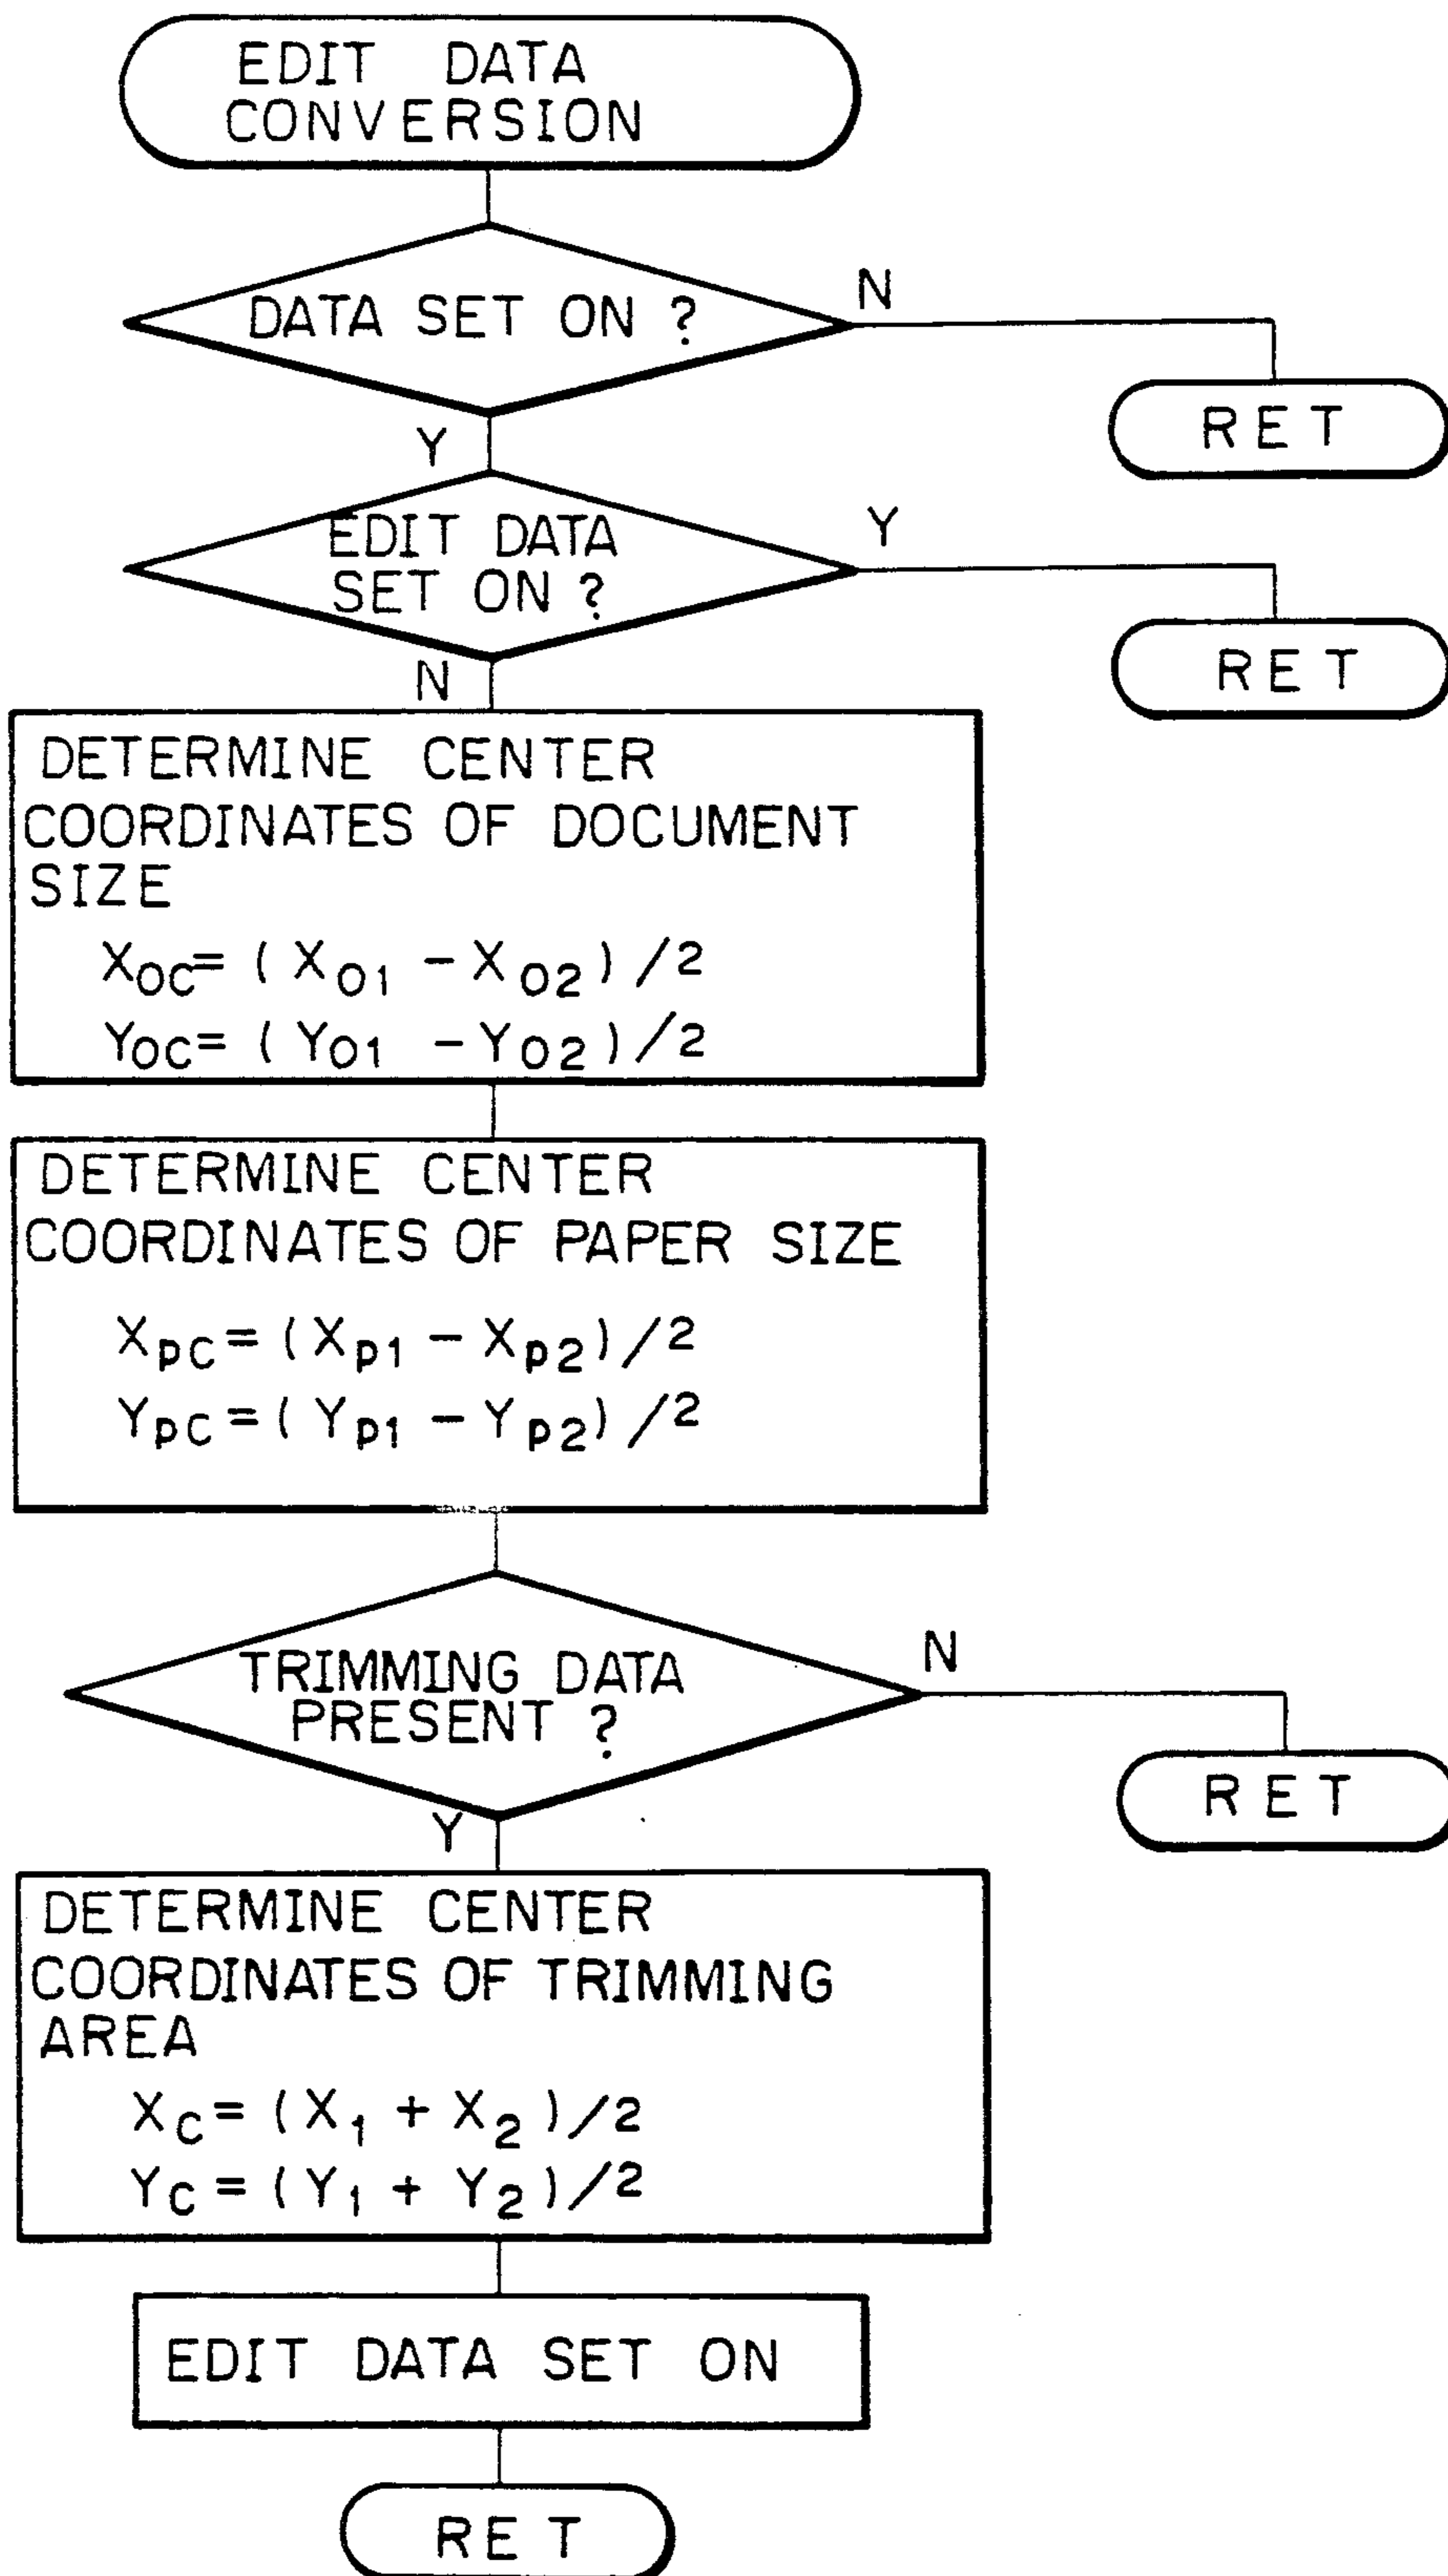 EDIT DATA
CONVERSION
DATA SET ON ?
N
RET
Y
EDIT DATA
SET ON ?
Y
RET
N
DETERMINE CENTER
COORDINATES OF DOCUMENT
SIZE
XOC= ( XO1 - XO2 ) /2
YOC= ( YO1 - YO2 ) /2
DETERMINE CENTER
COORDINATES OF PAPER SIZE
XpC = ( Xp1 - Xp2 ) /2
YpC = ( Yp1 - Yp2 ) /2
TRIMMING DATA
PRESENT ?
N
RET
Y
DETERMINE CENTER
COORDINATES OF TRIMMING
AREA
XC = ( X1 + X2 ) /2
YC = ( Y1 + Y2 ) /2
EDIT DATA SET ON
RET